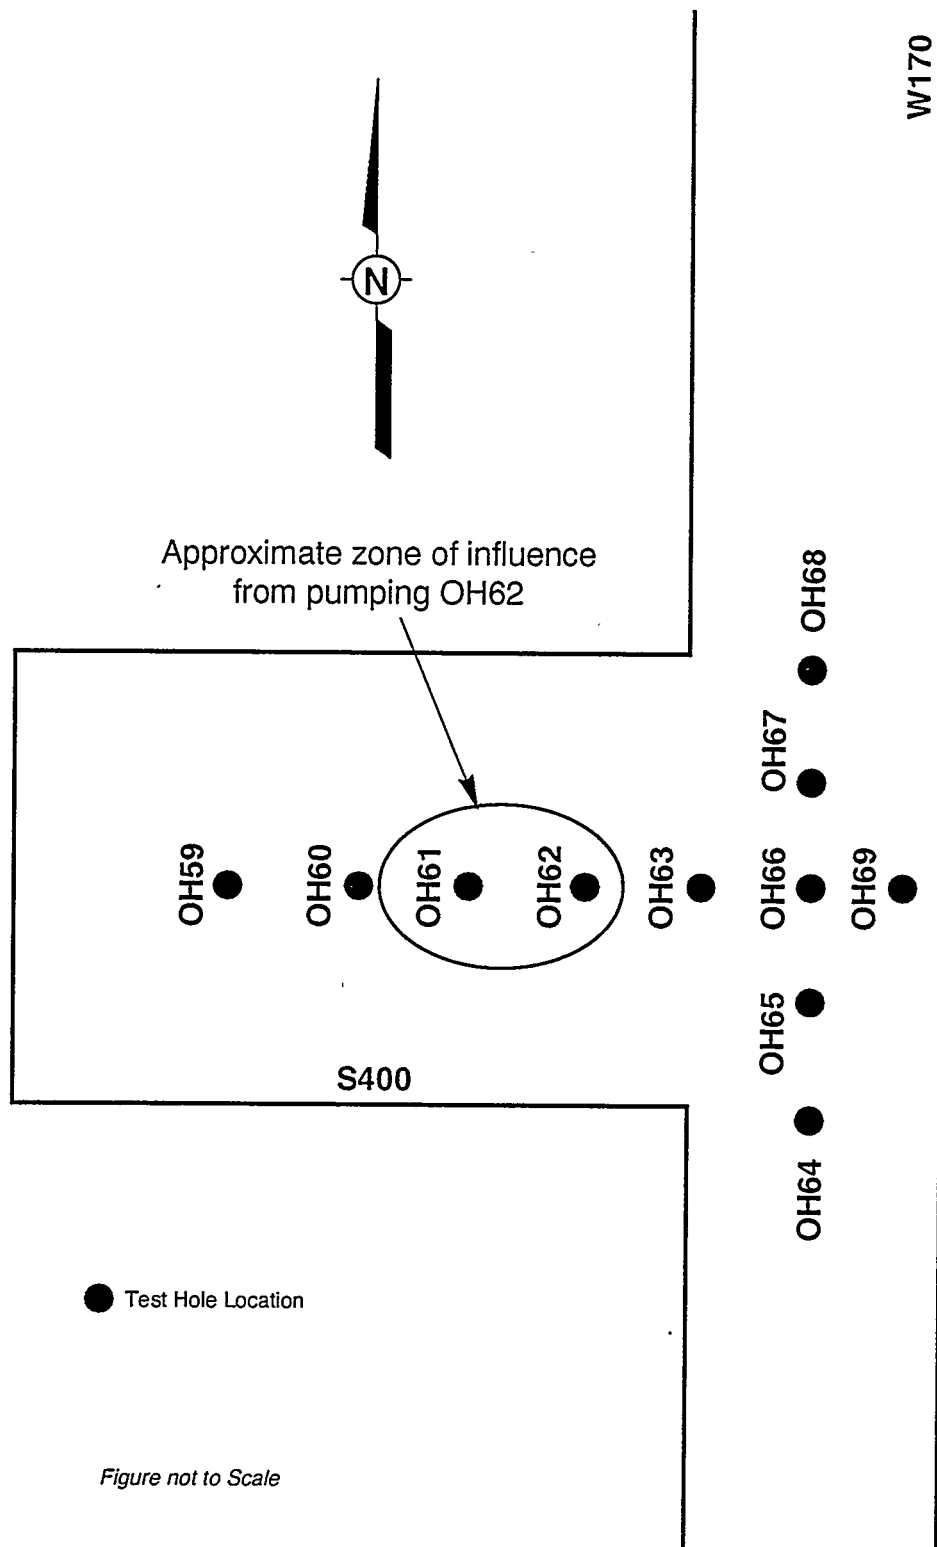 W170
N
Approximate zone of influence
from pumping OH62
OH68
OH67
OH59
OH60
OH61
OH62
OH63
OH66
OH69
OH65
S400
OH64
Test Hole Location
Figure not to Scale